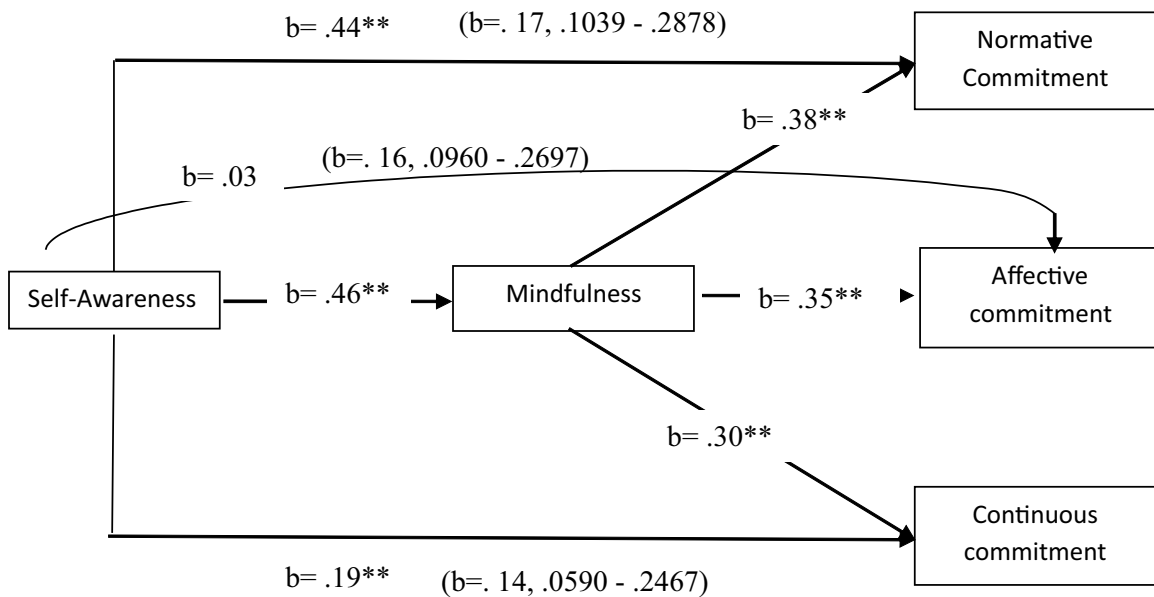 b= .44** (b=. 17, .1039 - .2878)
Normative
Commitment
b= .38**
(b=. 16, .0960 - .2697)
b= .03
Self-Awareness
b= .46**
Mindfulness
b= .35**
Affective
commitment
b= .30**
Continuous
commitment
b= .19** (b=. 14, .0590 - .2467)